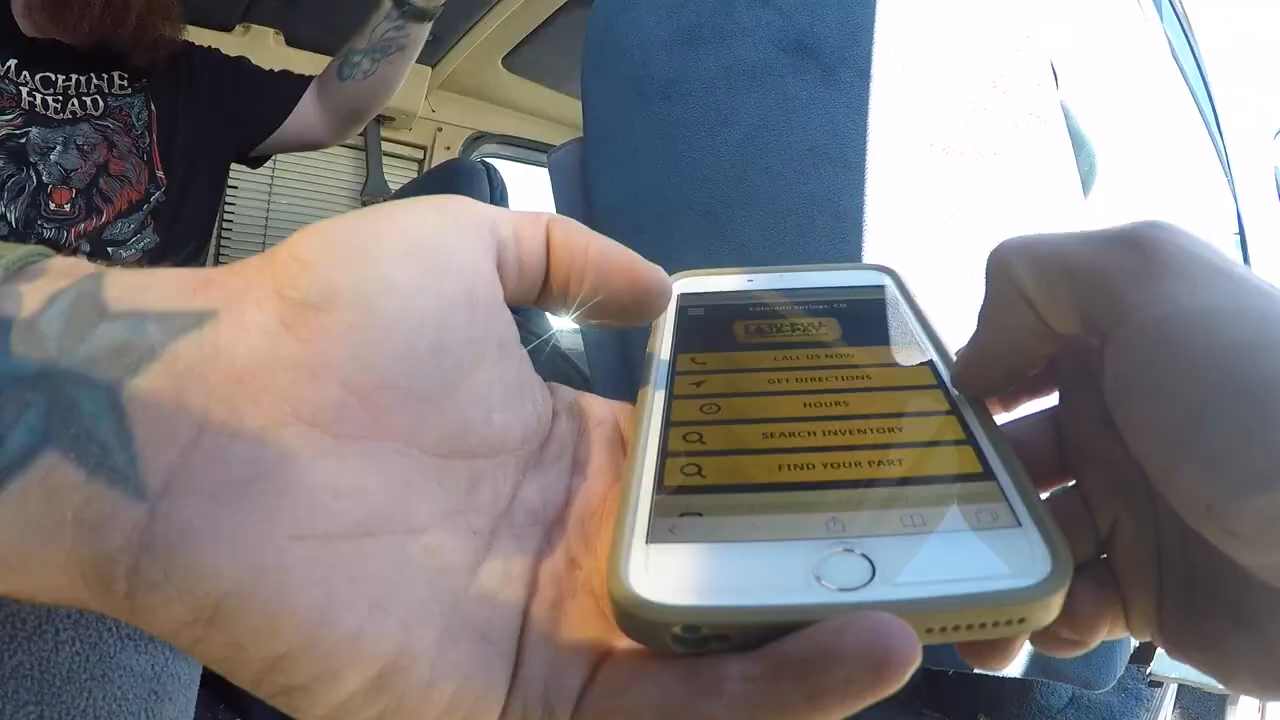 MACHINE
HEAD
Colorado Springs, CO
CALL US NOW
GET DIRECTIONS
HOURS
SEARCH INVENTORY
FIND YOUR PART